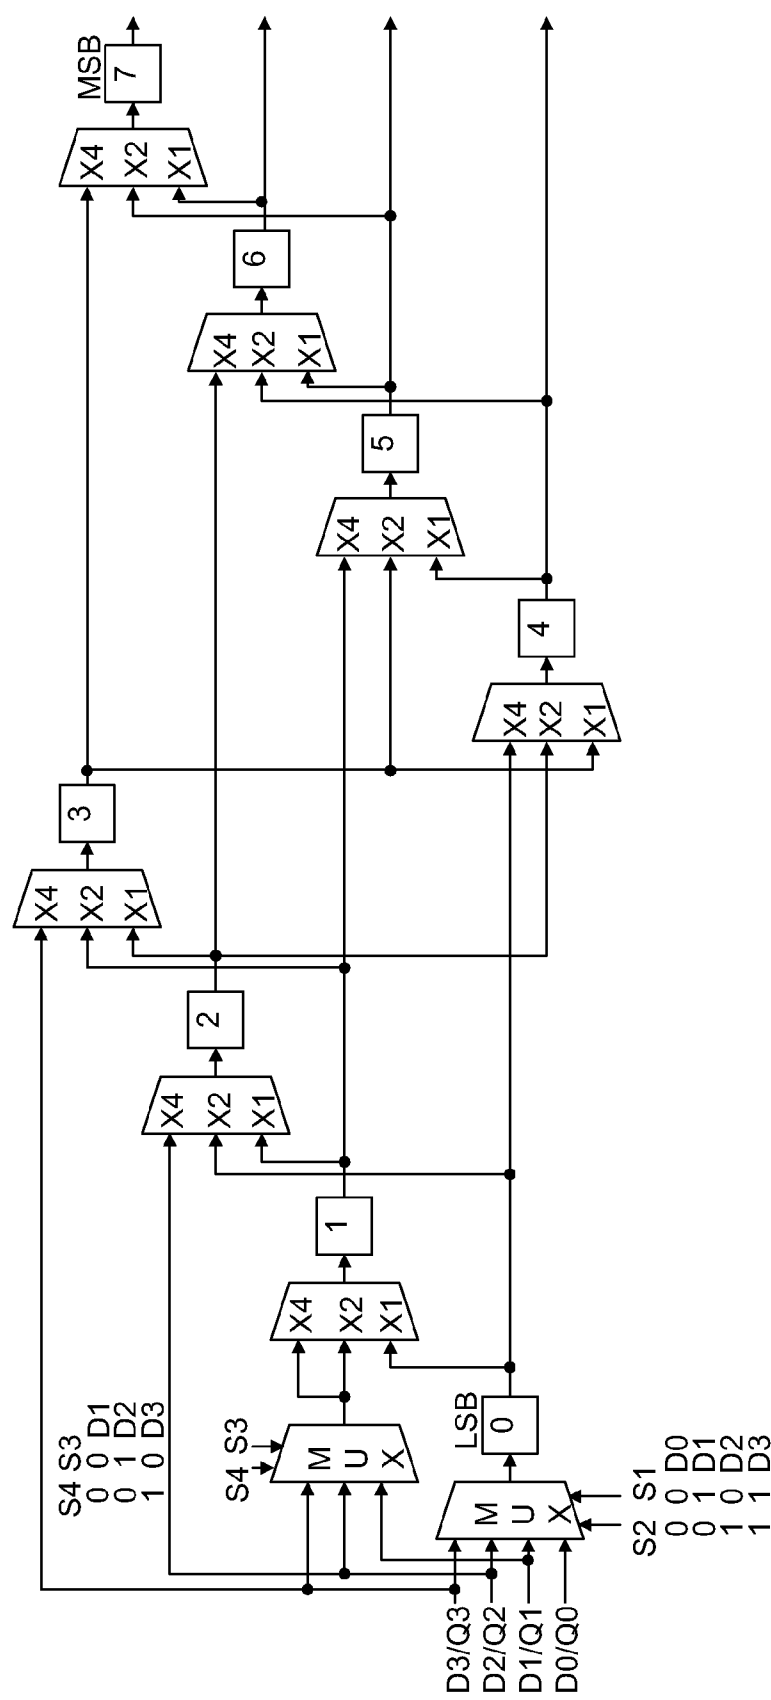 MSB
7
X4
X2
X1
6
X4
X2
X1
5
X4
X2
X1
4
X4
X2
X1
3
X4
X2
X1
2
X4
X2
X1
1
X4
X2
X1
S4 S3
0 0 D1
0 1 D2
1 0 D3
S4 S3
M
U
X
LSB
0
M
U
X
S2 S1
0 0 D0
0 1 D1
1 0 D2
1 1 D3
D3/Q3
D2/Q2
D1/Q1
D0/Q0